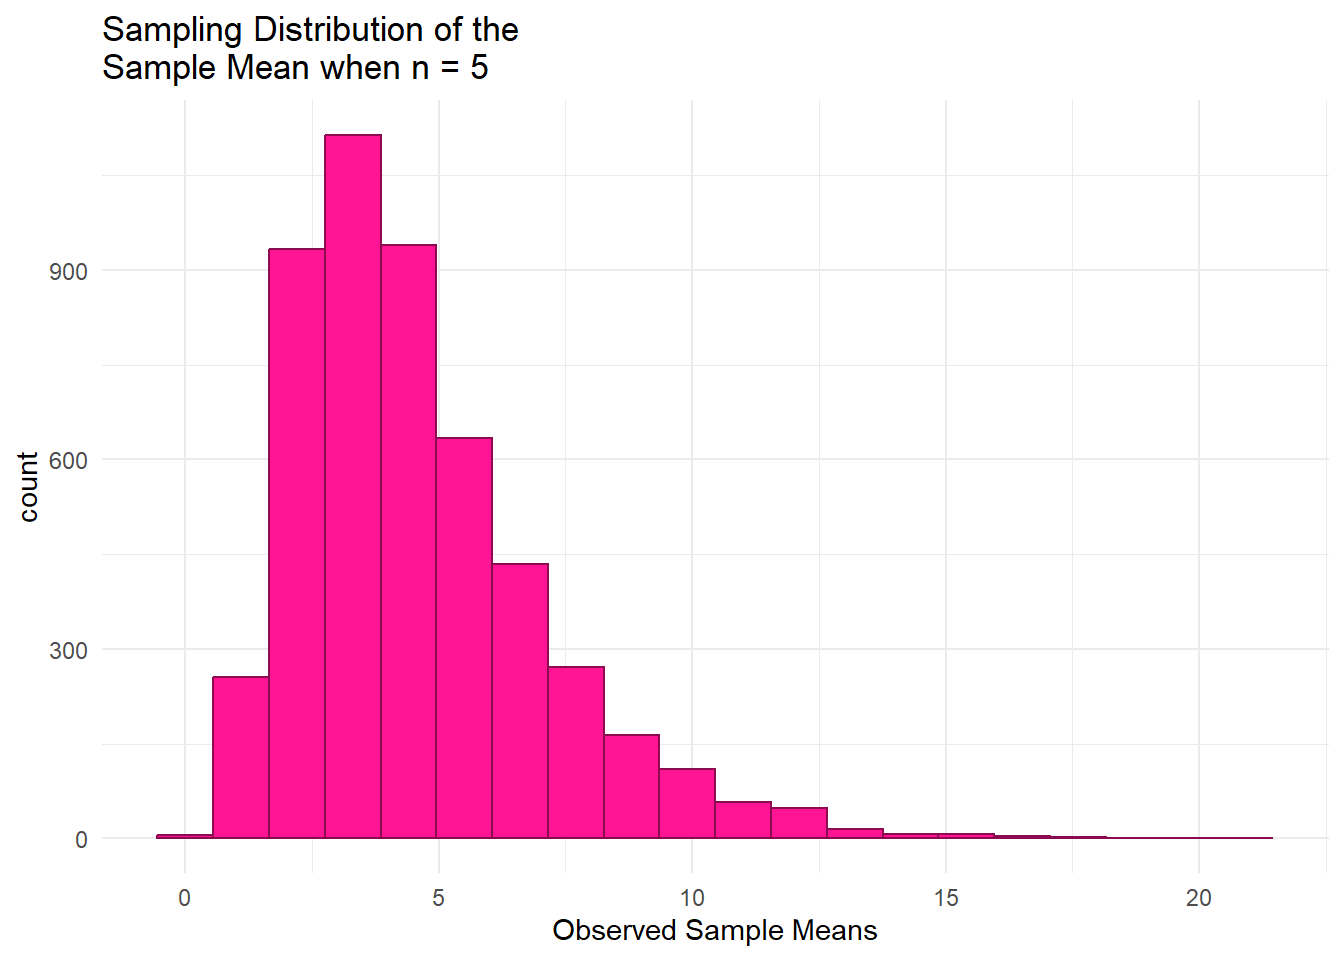 Sampling Distribution of the
Sample Mean when n = 5
count
900
600
300
0
0 5 10 15 20
Observed Sample Means